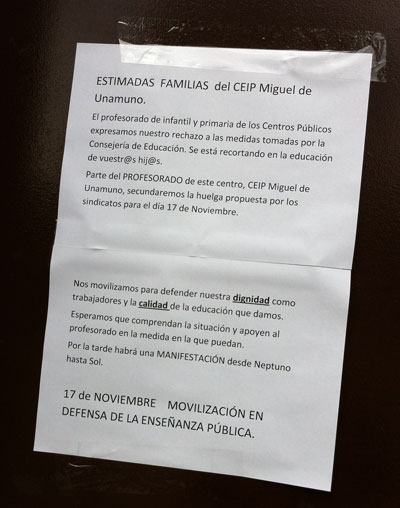 ESTIMADAS FAMILIAS del CEIP Miguel de
Unamuno.
El profesorado de infantil y primaria de los Centros Públicos
expresamos nuestro rechazo a las medidas tomadas por la
Consejería de Educación. Se está recortando en la educación
de vuestr@s hij@s.
Parte del PROFESORADO de este centro, CEIP Miguel de
Unamuno, secundaremos la huelga propuesta por los
sindicatos para el día 17 de Noviembre.
Nos movilizamos para defender nuestra dignidad como
trabajadores y la calidad de la educación que damos.
Esperamos que comprendan la situación y apoyen al
profesorado en la medida en la que puedan.
Por la tarde habrá una MANIFESTACIÓN desde Neptuno
hasta Sol.
17 de NOVIEMBRE MOVILIZACIÓN EN
DEFENSA DE LA ENSEÑANZA PÚBLICA.